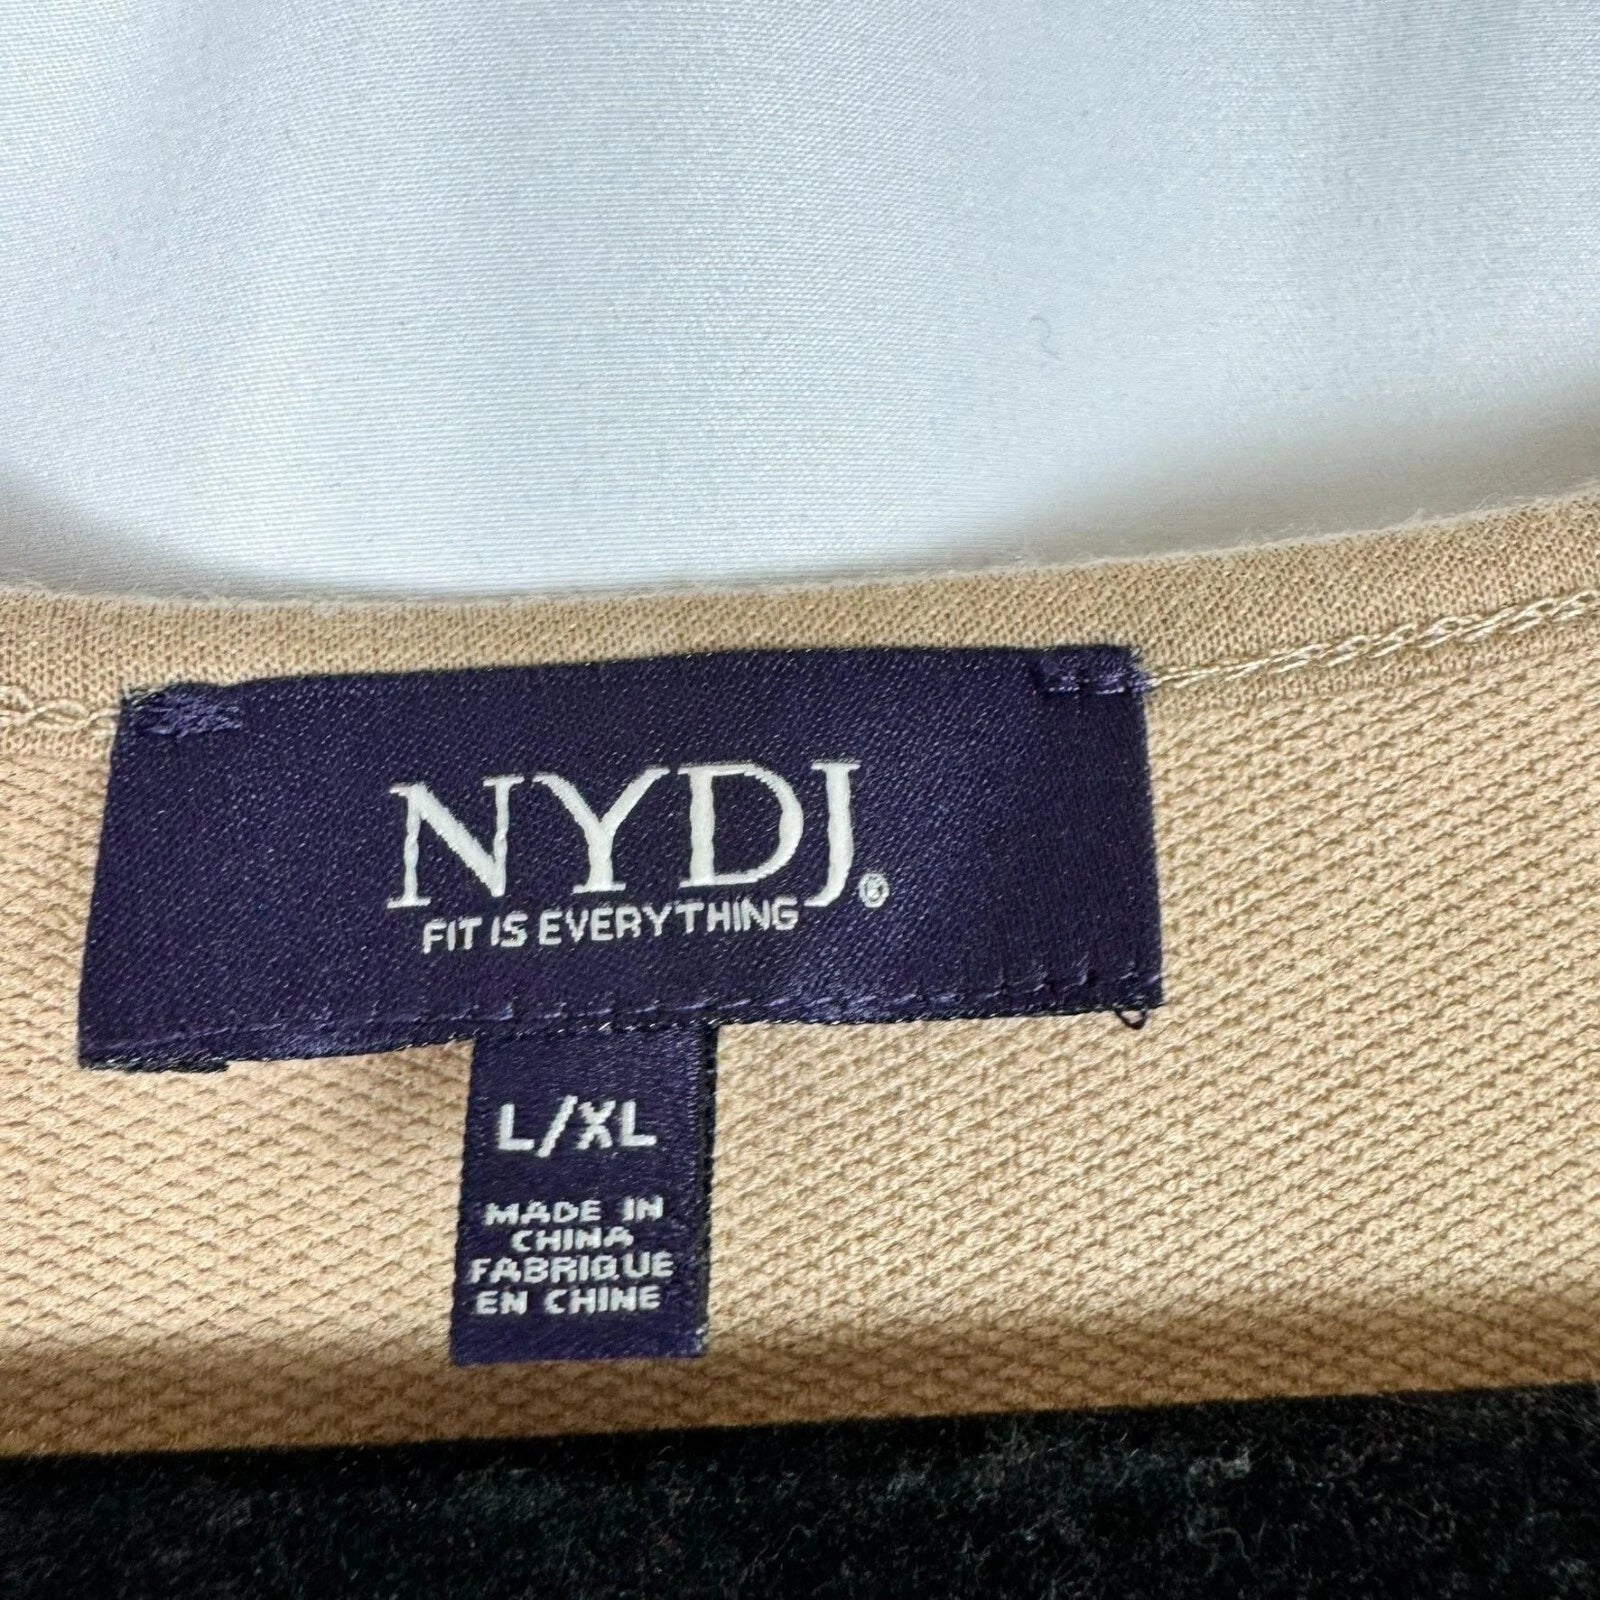 NYDJ®
FIT IS EVERYTHING
L/XL
MADE IN
CHINA
FABRIQUE
EN CHINE